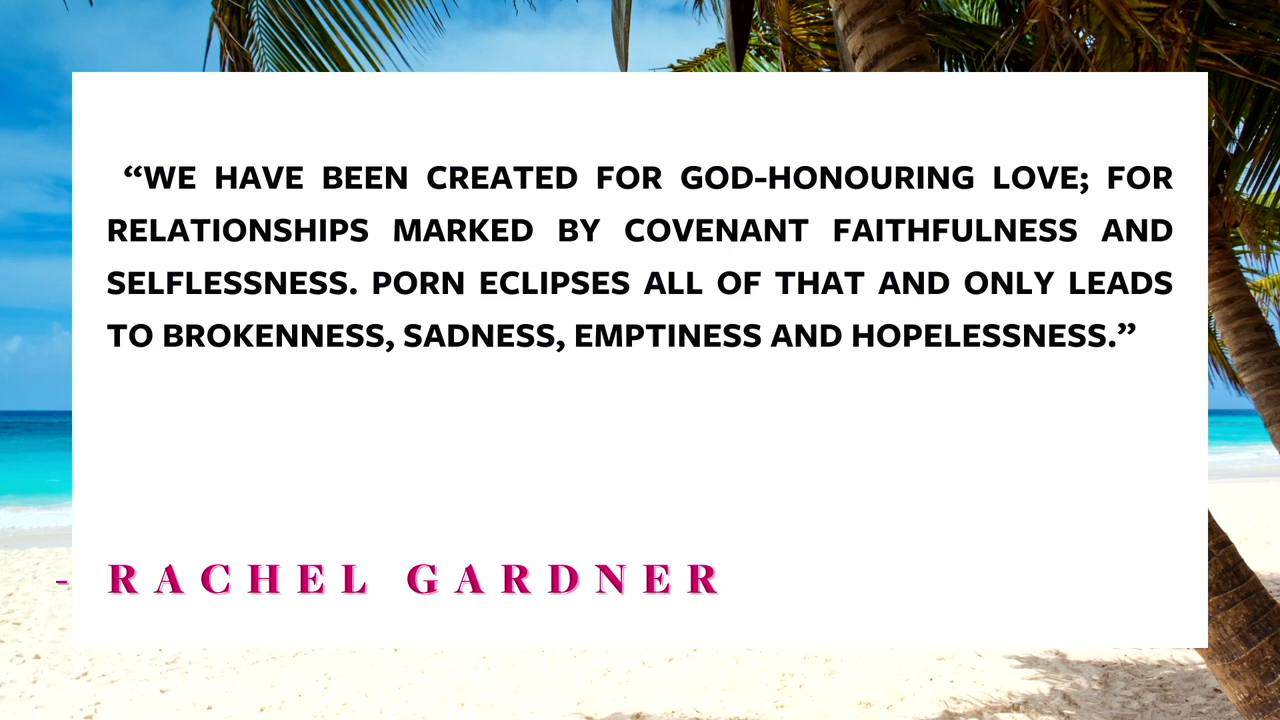 “WE HAVE BEEN CREATED FOR GOD-HONOURING LOVE; FOR
RELATIONSHIPS MARKED BY COVENANT FAITHFULNESS AND
SELFLESSNESS. PORN ECLIPSES ALL OF THAT AND ONLY LEADS
TO BROKENNESS, SADNESS, EMPTINESS AND HOPELESSNESS.”
- RACHEL GARDNER